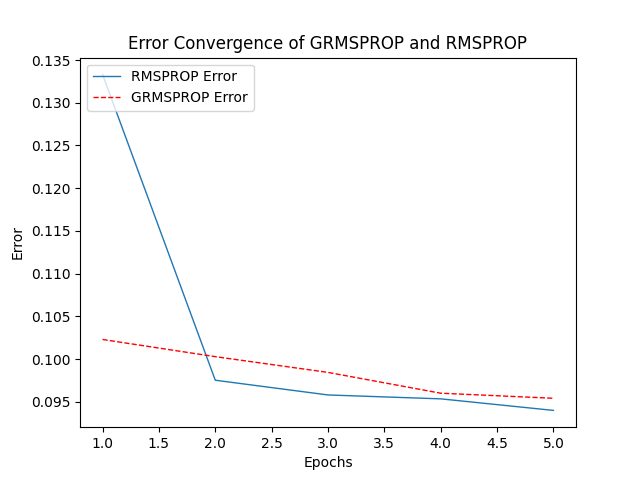 Error Convergence of GRMSPROP and RMSPROP
RMSPROP Error
GRMSPROP Error
Error
0.135
0.130
0.125
0.120
0.115
0.110
0.105
0.100
0.095
1.0 1.5 2.0 2.5 3.0 3.5 4.0 4.5 5.0
Epochs